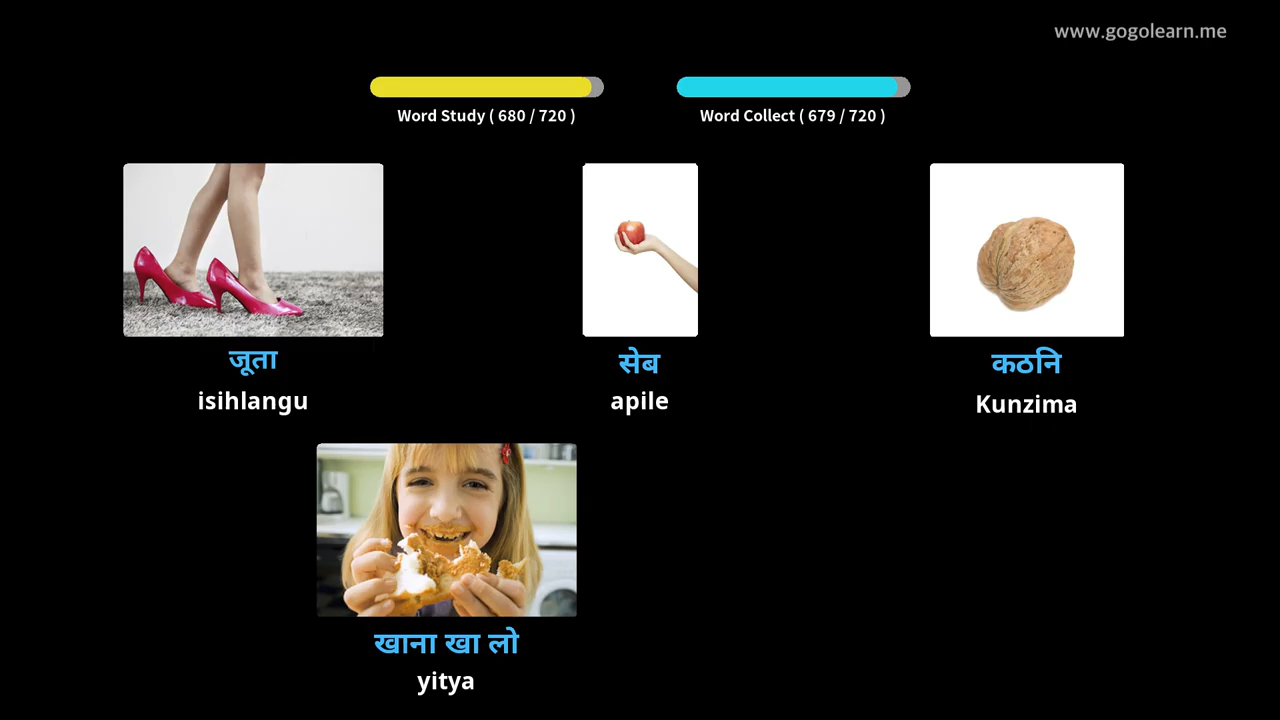 www.gogolearn.me
Word Study ( 680 / 720 )
Word Collect ( 679 / 720 )
जूता
isihlangu
सेब
apile
कठनि
Kunzima
खाना खा लो
yitya